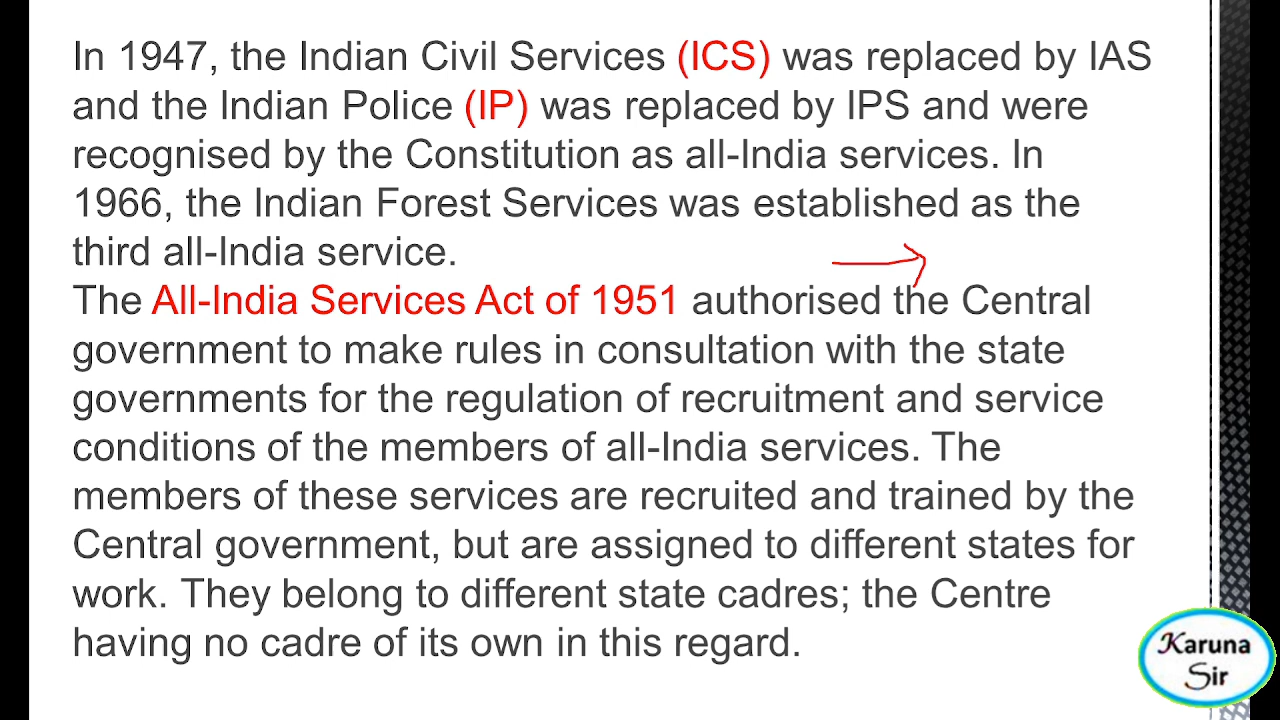 In 1947, the Indian Civil Services (ICS) was replaced by IAS
and the Indian Police (IP) was replaced by IPS and were
recognised by the Constitution as all-India services. In
1966, the Indian Forest Services was established as the
third all-India service.
The All-India Services Act of 1951 authorised the Central
government to make rules in consultation with the state
governments for the regulation of recruitment and service
conditions of the members of all-India services. The
members of these services are recruited and trained by the
Central government, but are assigned to different states for
work. They belong to different state cadres; the Centre
having no cadre of its own in this regard.
Karuna
Sir